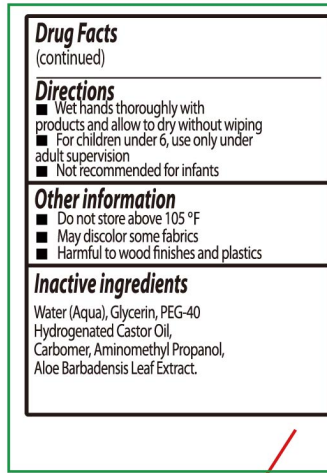 Drug Facts
(continued)
Directions
■ Wet hands thoroughly with
products and allow to dry without wiping
■ For children under 6, use only under
adult supervision
■ Not recommended for infants
Other information
■ Do not store above 105 ºF
■ May discolor some fabrics
■ Harmful to wood finishes and plastics
Inactive ingredients
Water (Aqua), Glycerin, PEG-40
Hydrogenated Castor Oil,
Carbomer, Aminomethyl Propanol,
Aloe Barbadensis Leaf Extract.